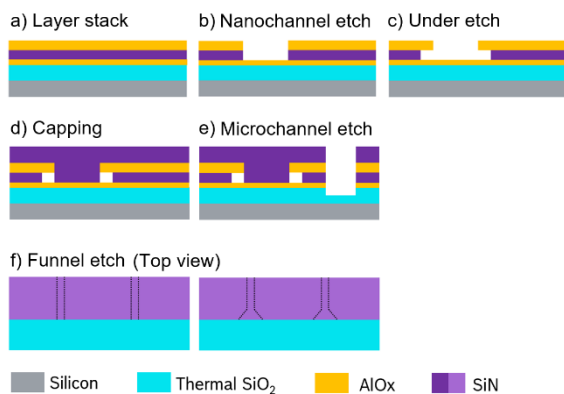 a) Layer stack
b) Nanochannel etch
c) Under etch
d) Capping
e) Microchannel etch
f) Funnel etch (Top view)
Silicon
Thermal SiO₂
AlOx
SiN